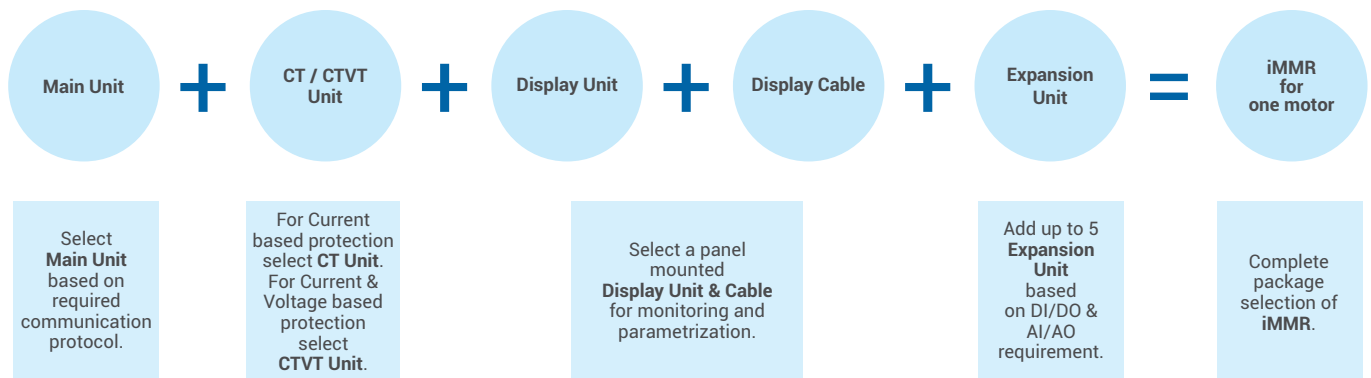 Main Unit
+
CT / CTVT
Unit
+
Display Unit
+
Display Cable
+
Expansion
Unit
=
iMMR
for
one motor
Select
Main Unit
based on
required
communication
protocol.
For Current
based protection
select CT Unit.
For Current &
Voltage based
protection
select
CTVT Unit.
Select a panel
mounted
Display Unit & Cable
for monitoring and
parametrization.
Add up to 5
Expansion
Unit
based
on DI/DO &
AI/AO
requirement.
Complete
package
selection of
iMMR.